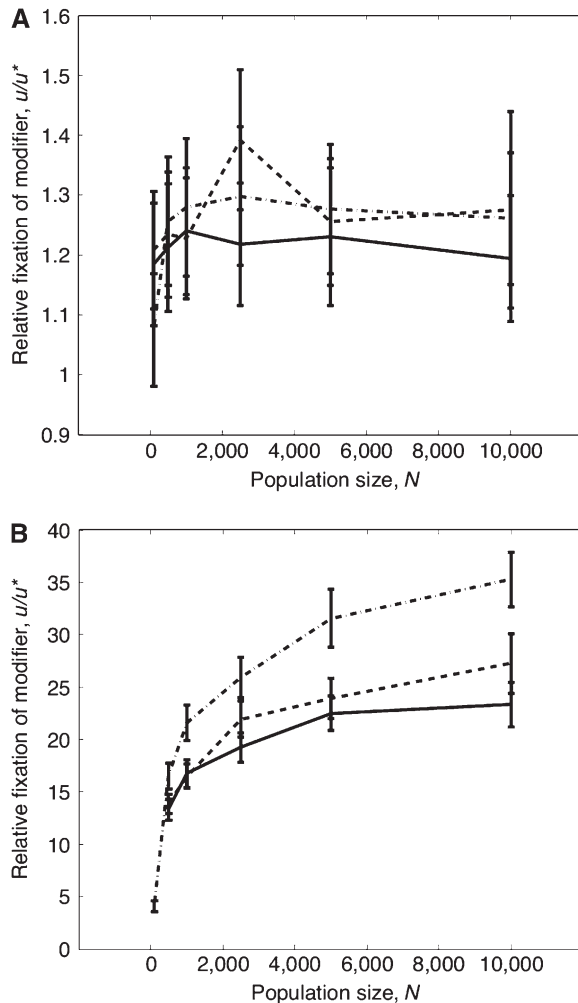 A
1.6
1.5
1.4
1.3
1.2
1.1
1
0.9
Relative fixation of modifier, u/u*
0 2,000 4,000 6,000 8,000 10,000
Population size, N
B
40
35
30
25
20
15
10
5
0
Relative fixation of modifier, u/u*
0 2,000 4,000 6,000 8,000 10,000
Population size, N